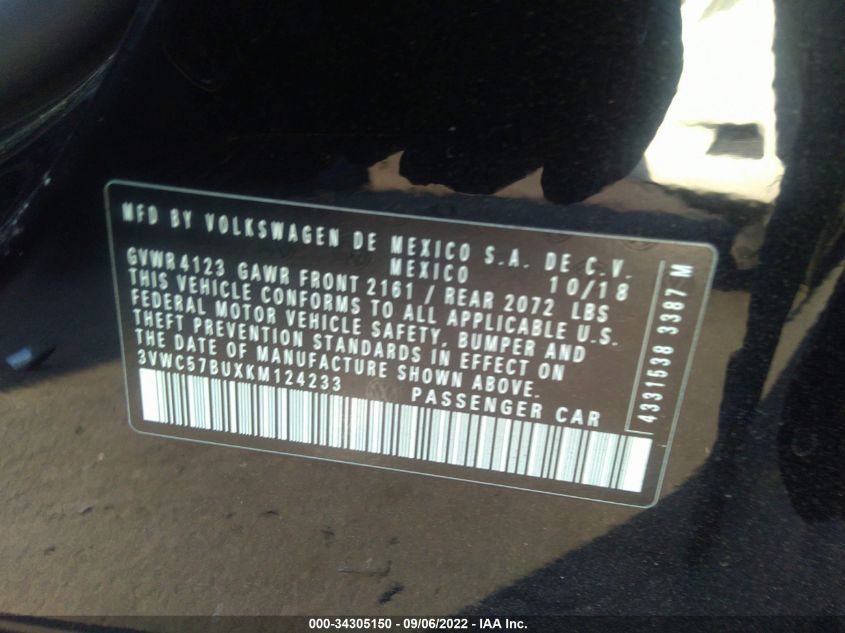 MFD BY VOLKSWAGEN DE MEXICO S.A. DE C.V.
MEXICO 10/18
GVWR 4123 GAWR FRONT 2161 / REAR 2072 LBS
THIS VEHICLE CONFORMS TO ALL APPLICABLE U.S.
FEDERAL MOTOR VEHICLE SAFETY, BUMPER AND
THEFT PREVENTION STANDARDS IN EFFECT ON
THE DATE OF MANUFACTURE SHOWN ABOVE.
3VWC57BUXKM124233 PASSENGER CAR
4331538 3387 M
000-34305150 - 09/06/2022 - IAA Inc.